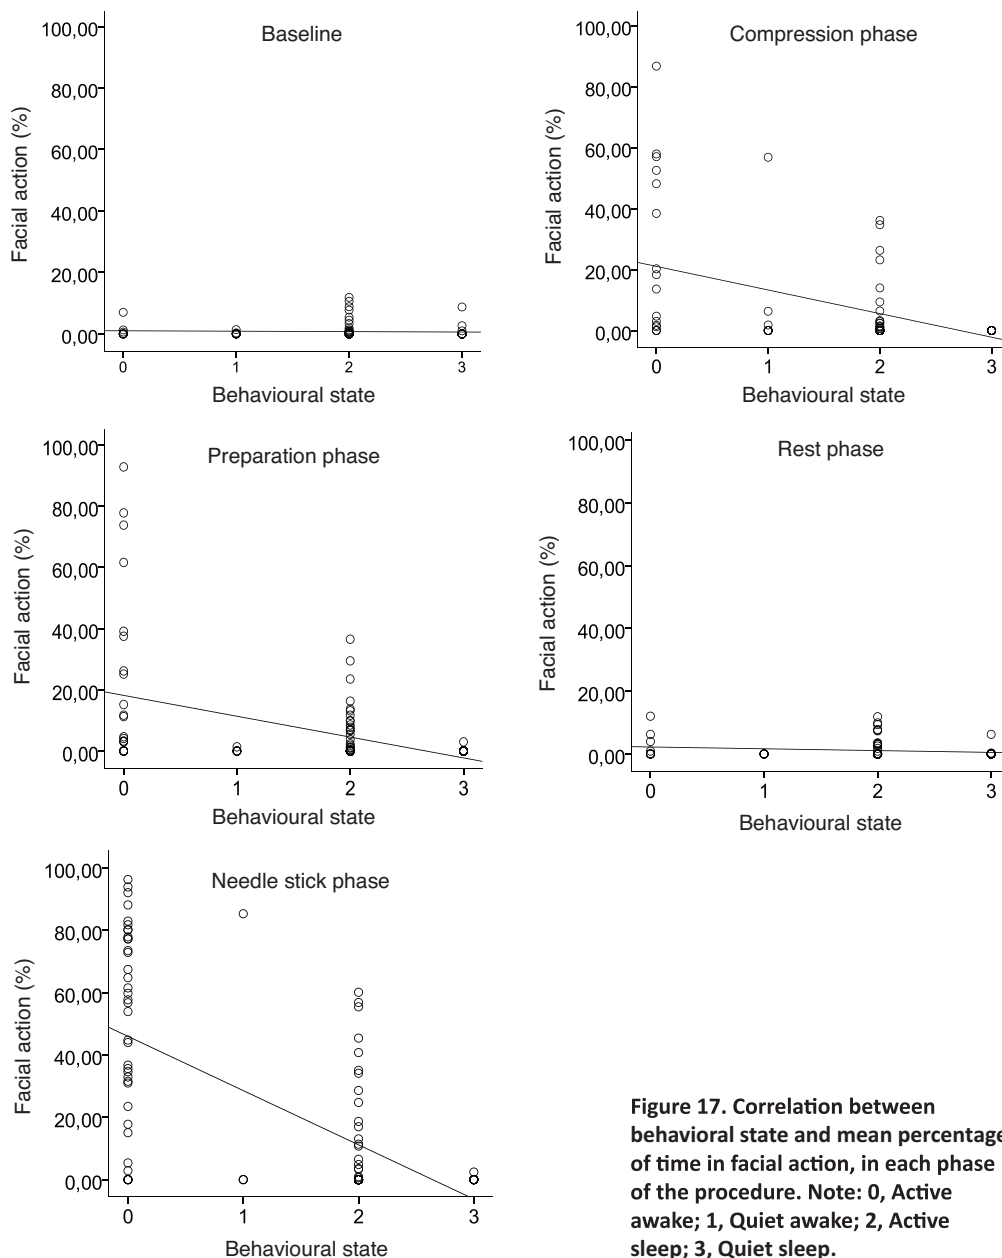 Baseline
100,00
80,00
60,00
40,00
20,00
0,00
Facial action (%)
0 1 2 3
Behavioural state
Compression phase
100,00
80,00
60,00
40,00
20,00
0,00
Facial action (%)
0 1 2 3
Behavioural state
Preparation phase
100,00
80,00
60,00
40,00
20,00
0,00
Facial action (%)
0 1 2 3
Behavioural state
Rest phase
100,00
80,00
60,00
40,00
20,00
0,00
Facial action (%)
0 1 2 3
Behavioural state
Needle stick phase
100,00
80,00
60,00
40,00
20,00
0,00
Facial action (%)
0 1 2 3
Behavioural state
Figure 17. Correlation between
behavioral state and mean percentage
of time in facial action, in each phase
of the procedure. Note: 0, Active
awake; 1, Quiet awake; 2, Active
sleep; 3, Quiet sleep.